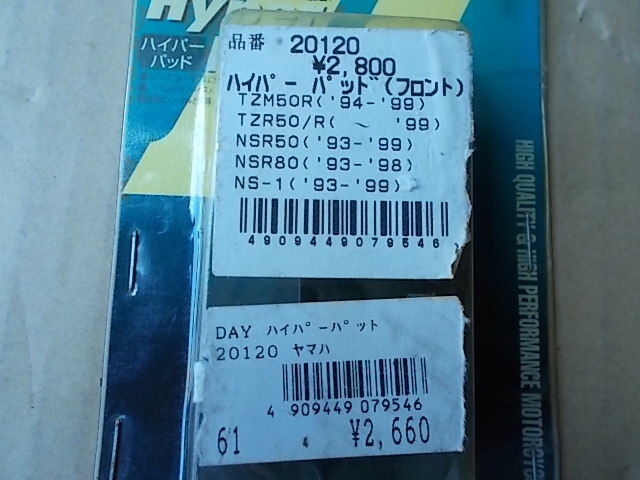 Hy
ハイパー
パッド
品番 20120
¥2,800
ハイパー パッド(フロント)
TZM50R('94-'99)
TZR50/R( ~ '99)
NSR50('93-'99)
NSR80('93-'98)
NS-1('93-'99)
4909449079546
DAY ハイパーパット
20120 ヤマハ
4 909449 079546
61 ¥2,660
HIGH QUALITY & HIGH PERFORMANCE MOTORCYC